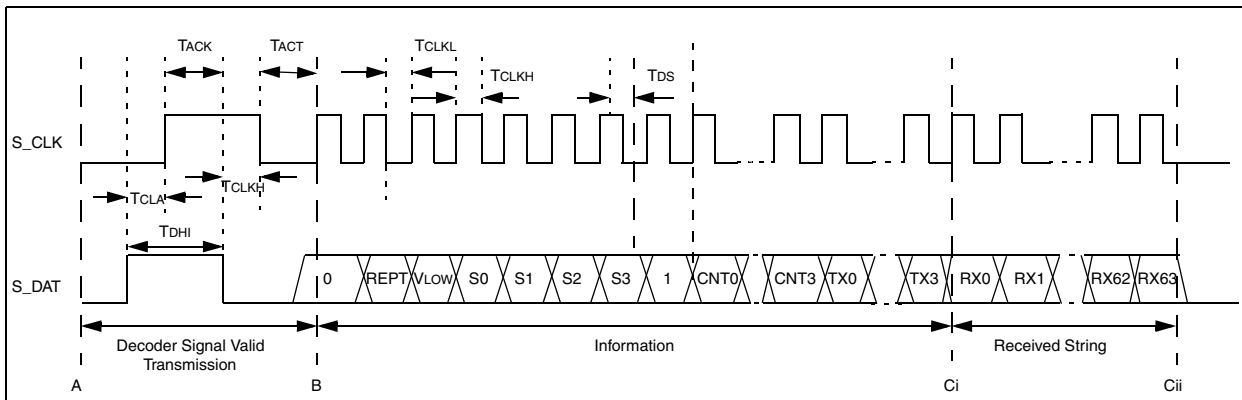 TACK TACT TCLKL
TCLKH TDS
S_CLK
TCLA TCLKH
TDHI
S_DAT 0 REPT VLOW S0 S1 S2 S3 1 CNT0 CNT3 TX0 TX3 RX0 RX1 RX62 RX63
Decoder Signal Valid Information Received String
Transmission
A B Ci Cii